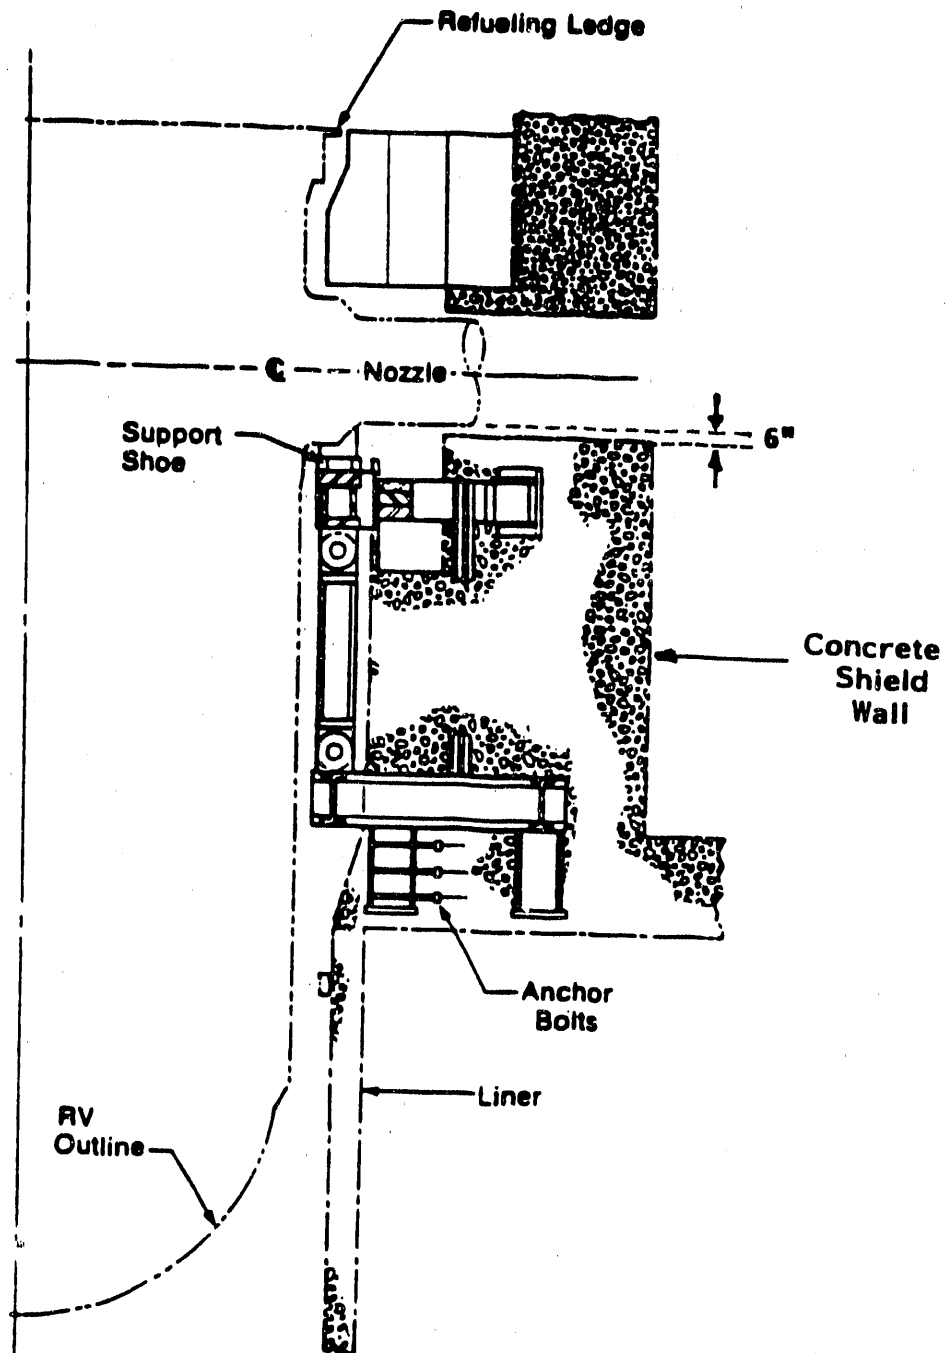 Refueling Ledge
℄ Nozzle
Support
Shoe
6"
Concrete
Shield
Wall
Anchor
Bolts
Liner
RV
Outline